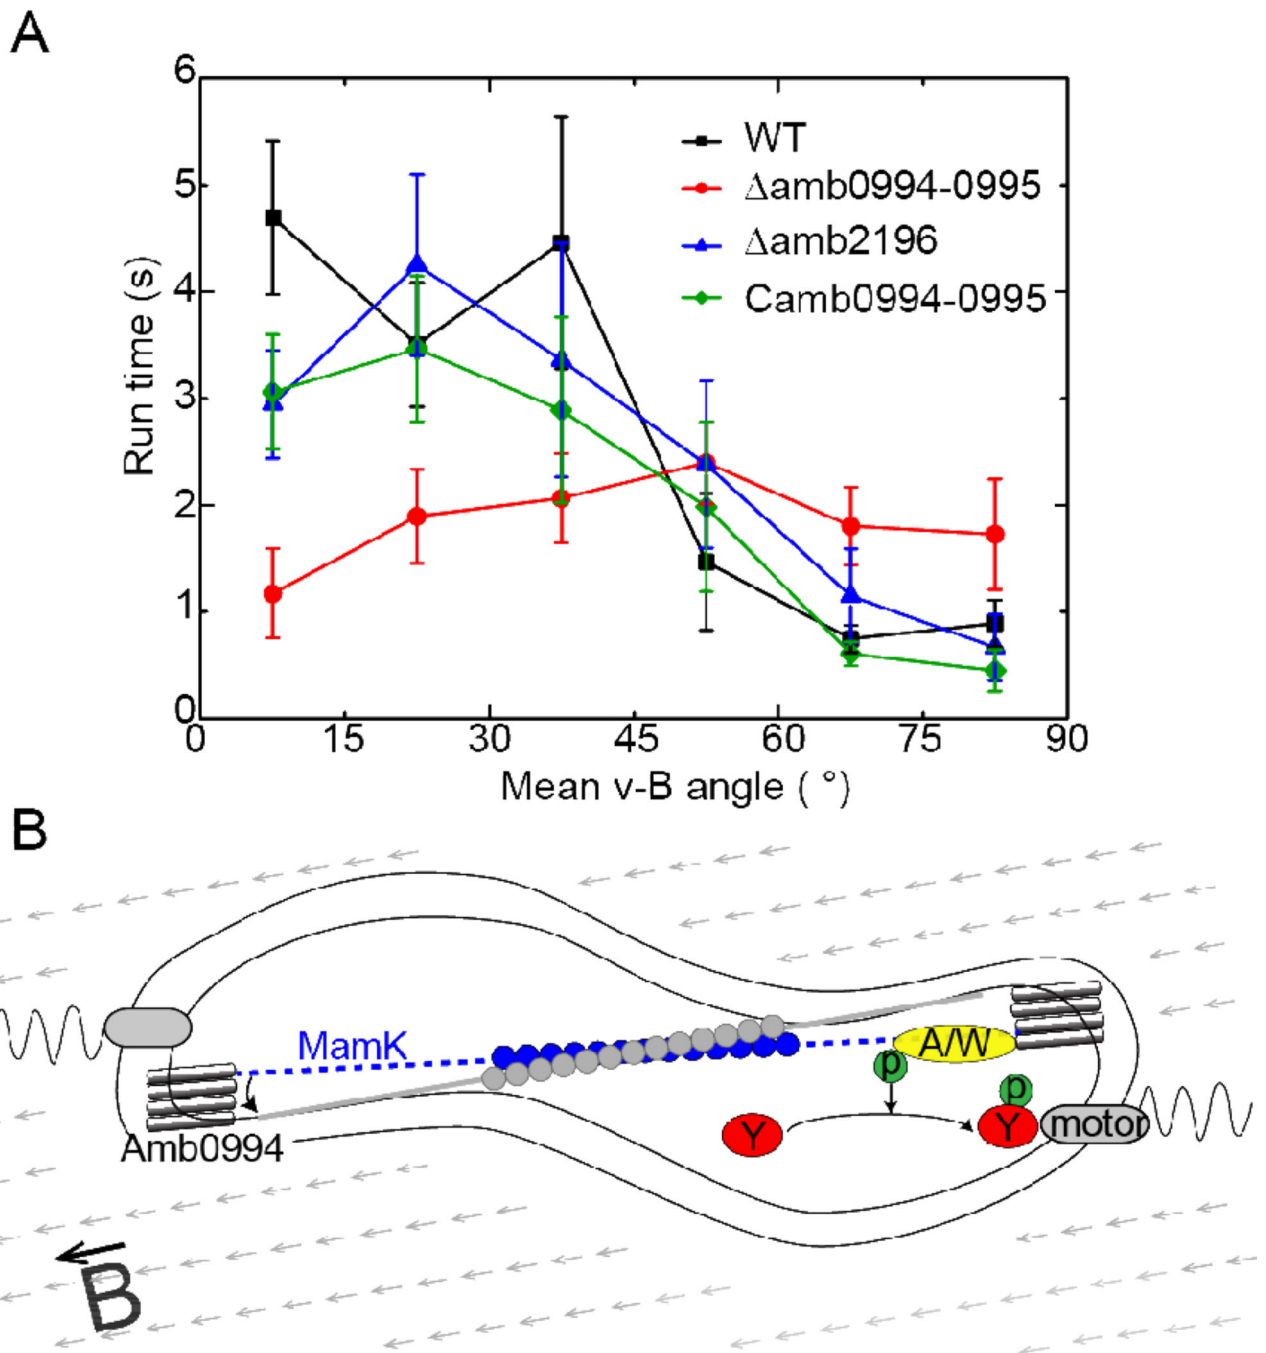 A
6
5
4
3
2
1
0
Run time (s)
WT
Δamb0994-0995
Δamb2196
Camb0994-0995
0 15 30 45 60 75 90
Mean v-B angle ( °)
B
MamK
A/W
p
p
Y
Y
motor
Amb0994
B